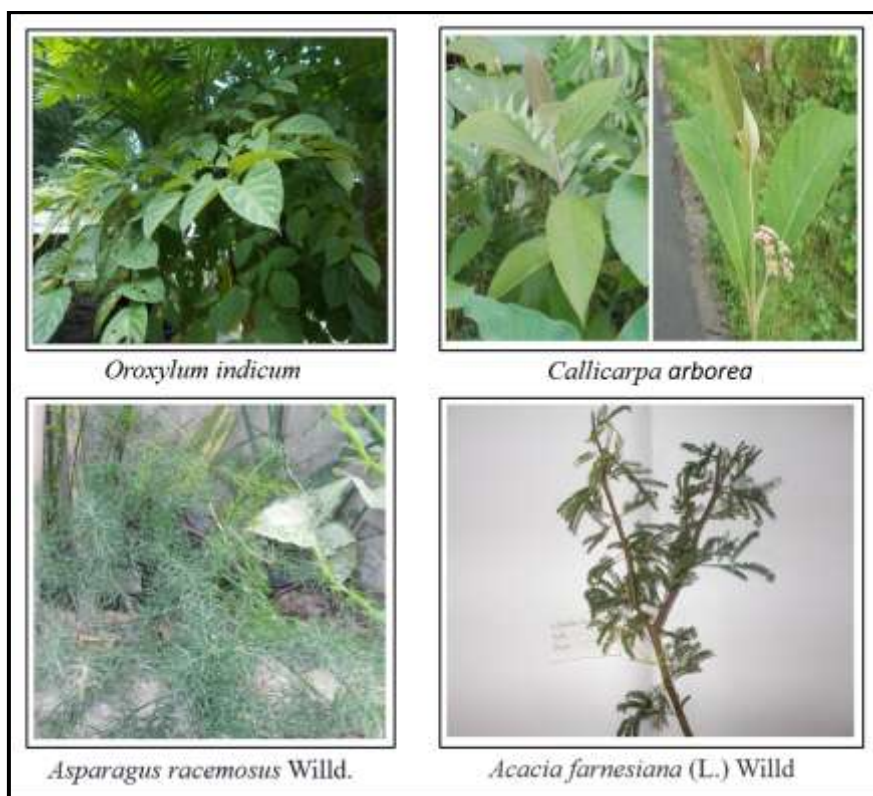 Oroxylum indicum
Callicarpa arborea
Asparagus racemosus Willd.
Acacia farnesiana (L.) Willd